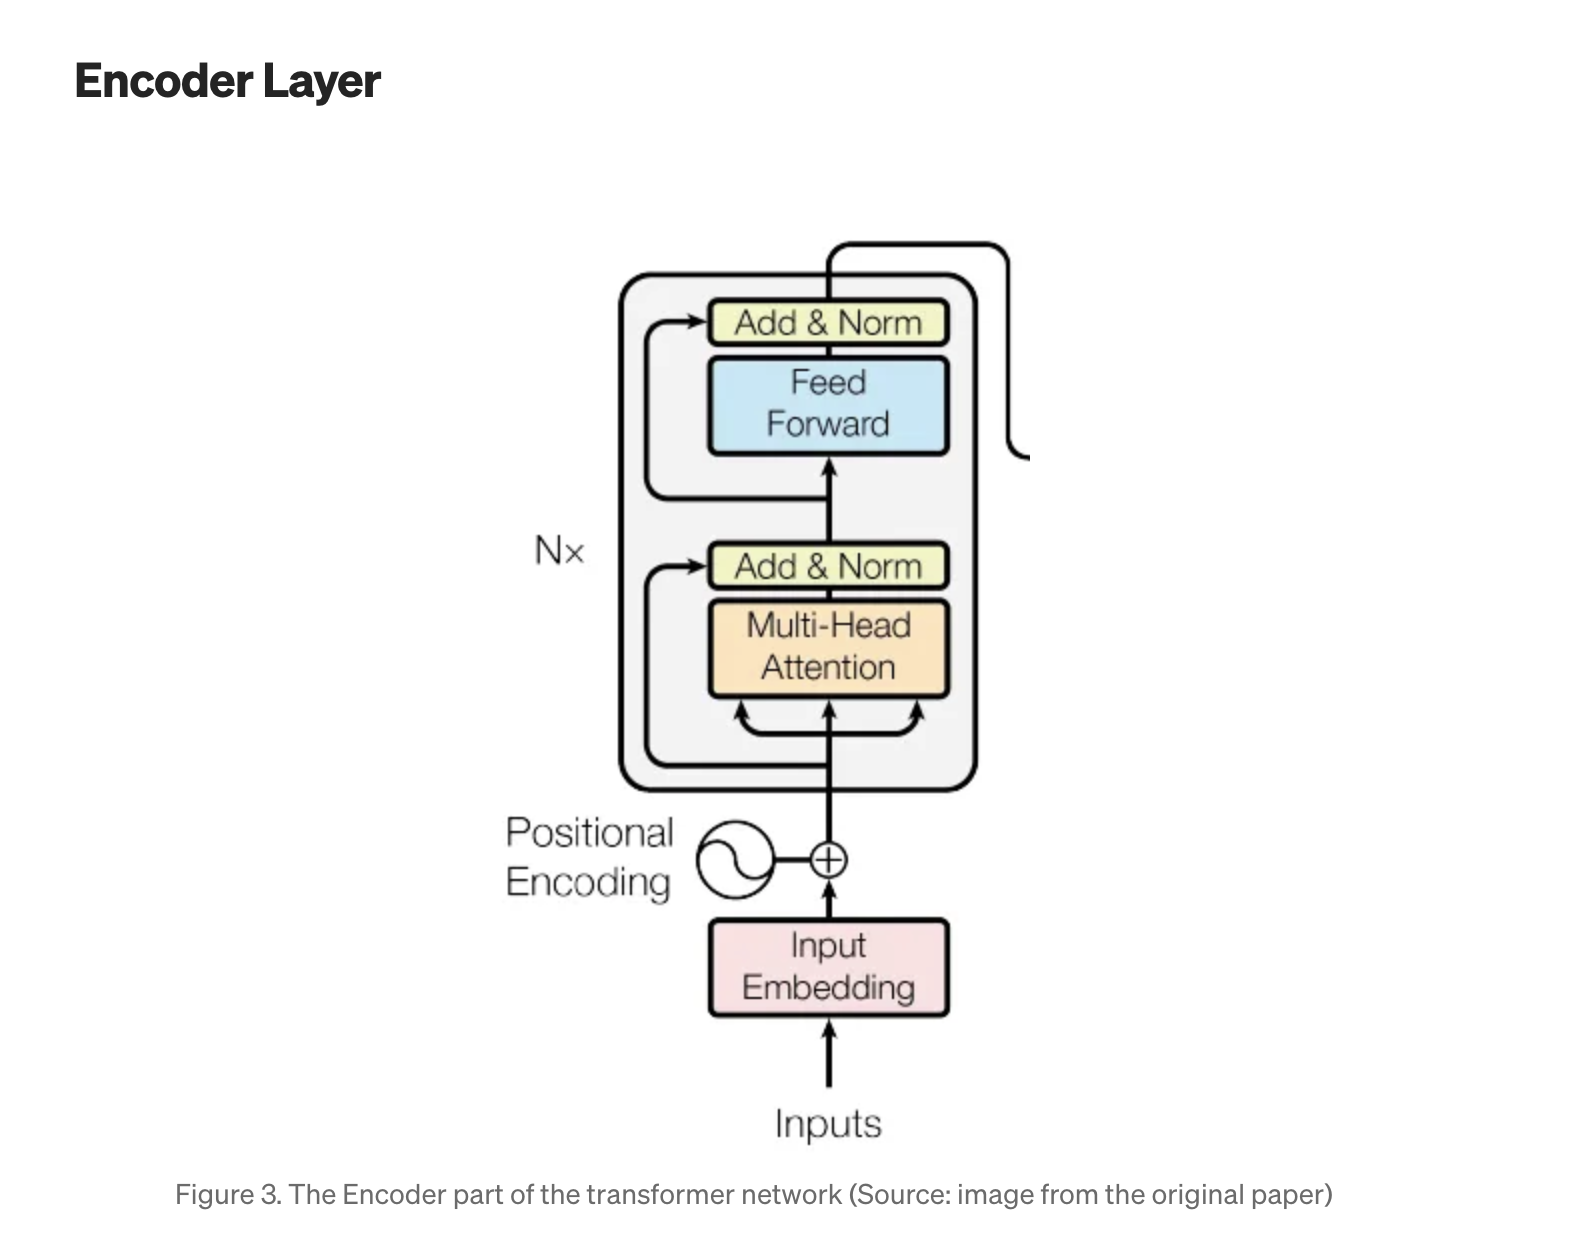 Encoder Layer
Add & Norm
Feed
Forward
N×
Add & Norm
Multi-Head
Attention
Positional
Encoding
Input
Embedding
Inputs
Figure 3. The Encoder part of the transformer network (Source: image from the original paper)